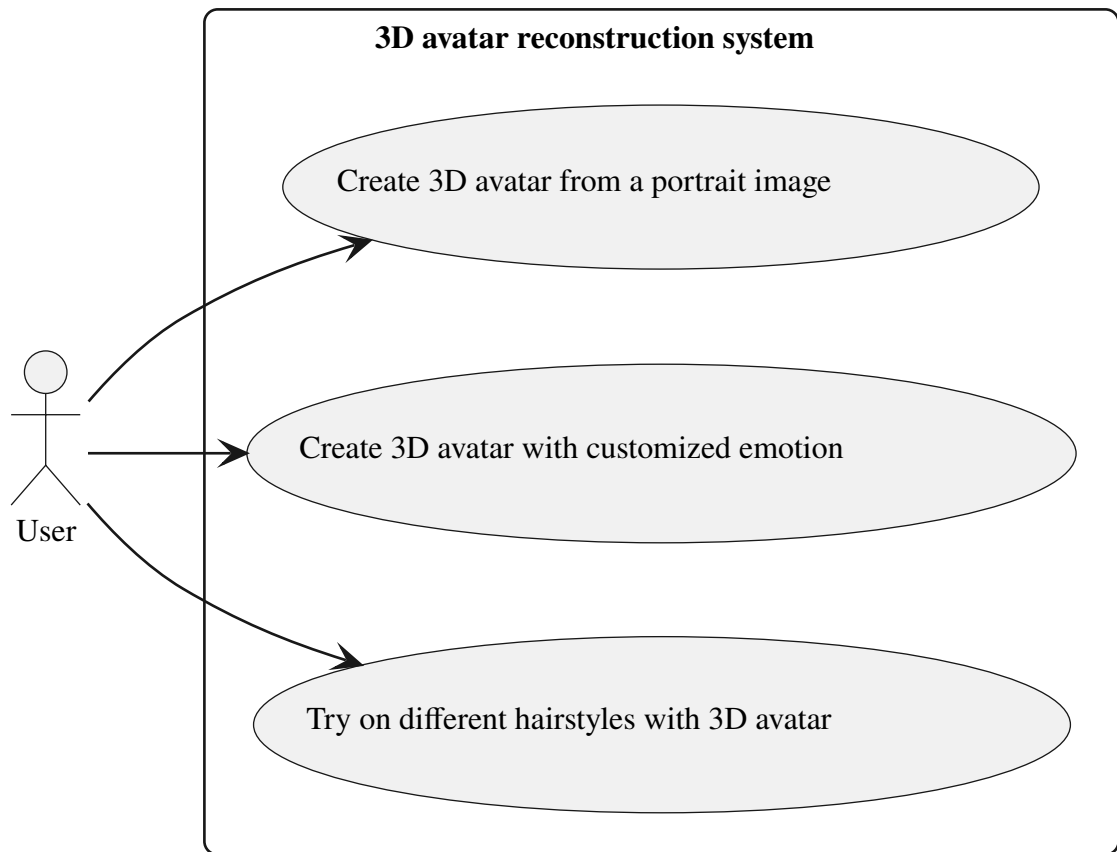 3D avatar reconstruction system
Create 3D avatar from a portrait image
Create 3D avatar with customized emotion
User
Try on different hairstyles with 3D avatar